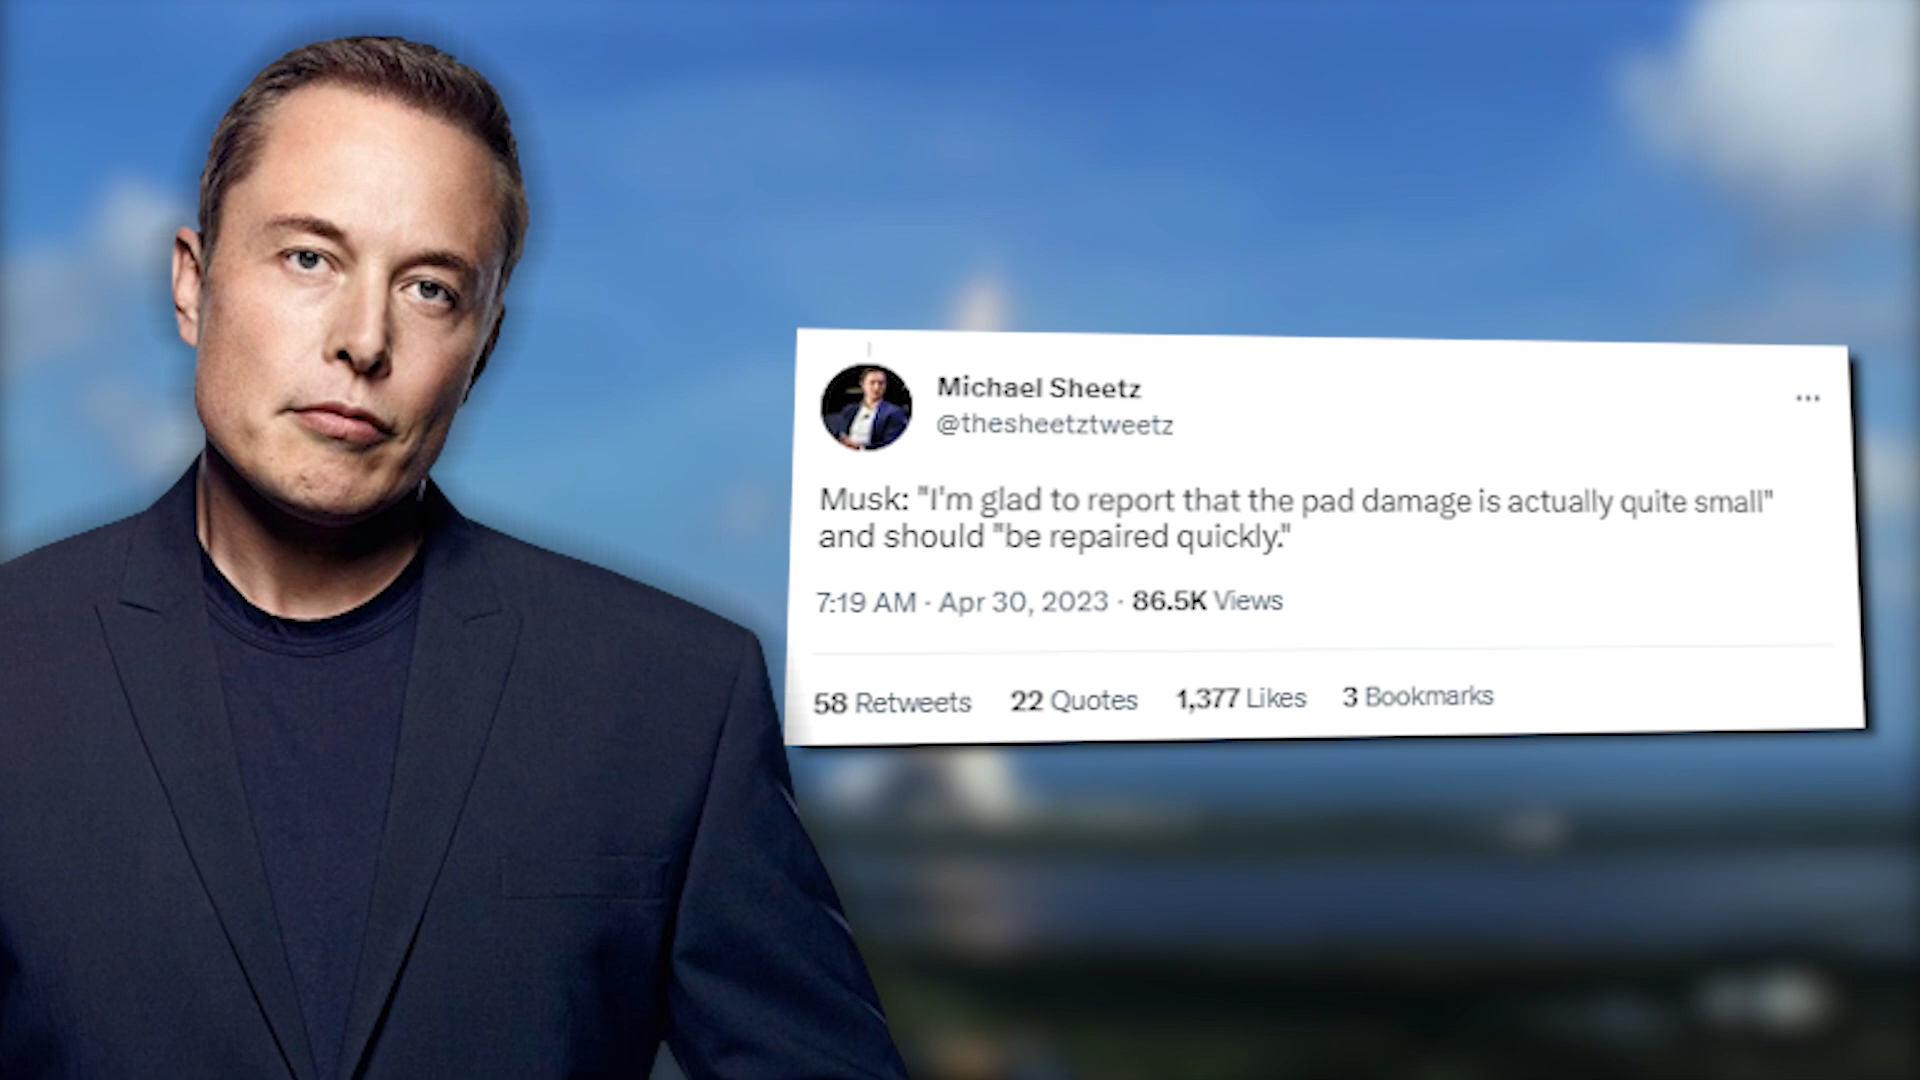 Michael Sheetz
@thesheetztweetz
Musk: "I'm glad to report that the pad damage is actually quite small"
and should "be repaired quickly."
7:19 AM · Apr 30, 2023 · 86.5K Views
58 Retweets 22 Quotes 1,377 Likes 3 Bookmarks